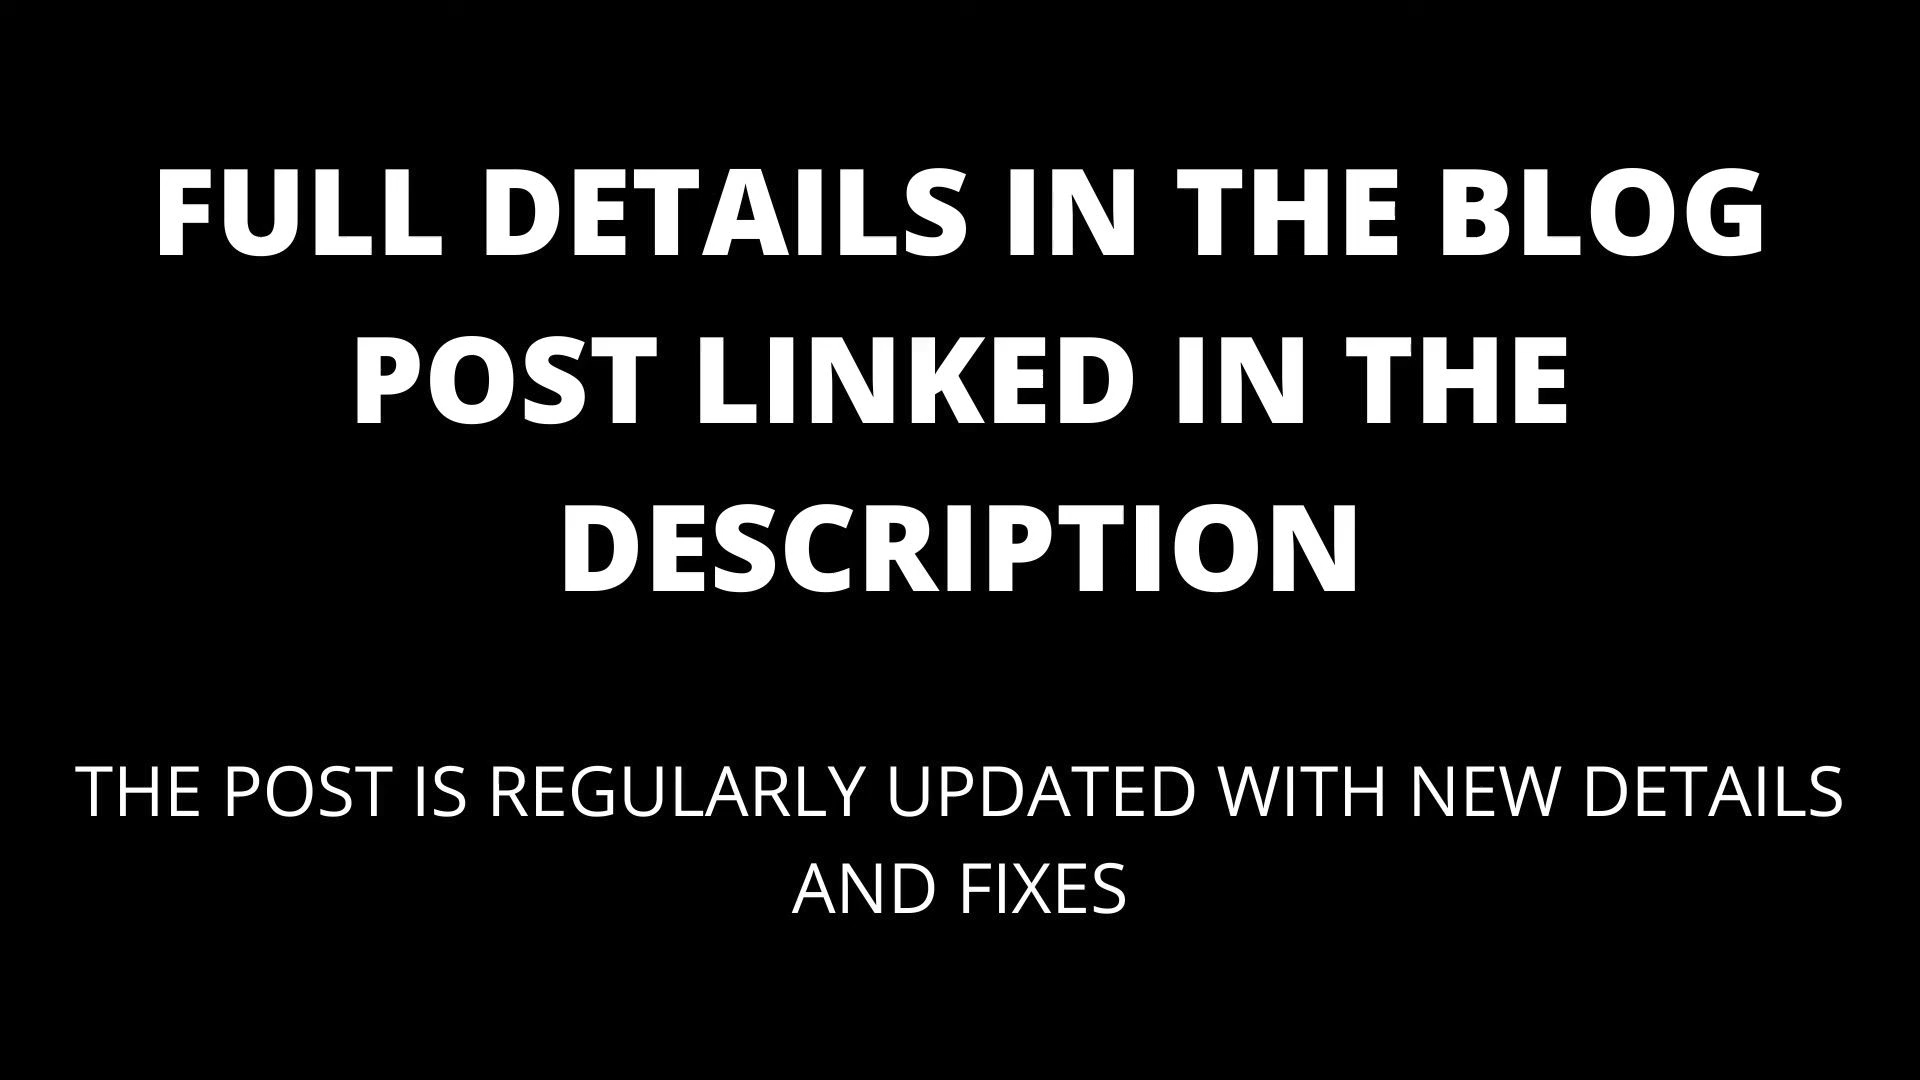 FULL DETAILS IN THE BLOG
POST LINKED IN THE
DESCRIPTION
THE POST IS REGULARLY UPDATED WITH NEW DETAILS
AND FIXES